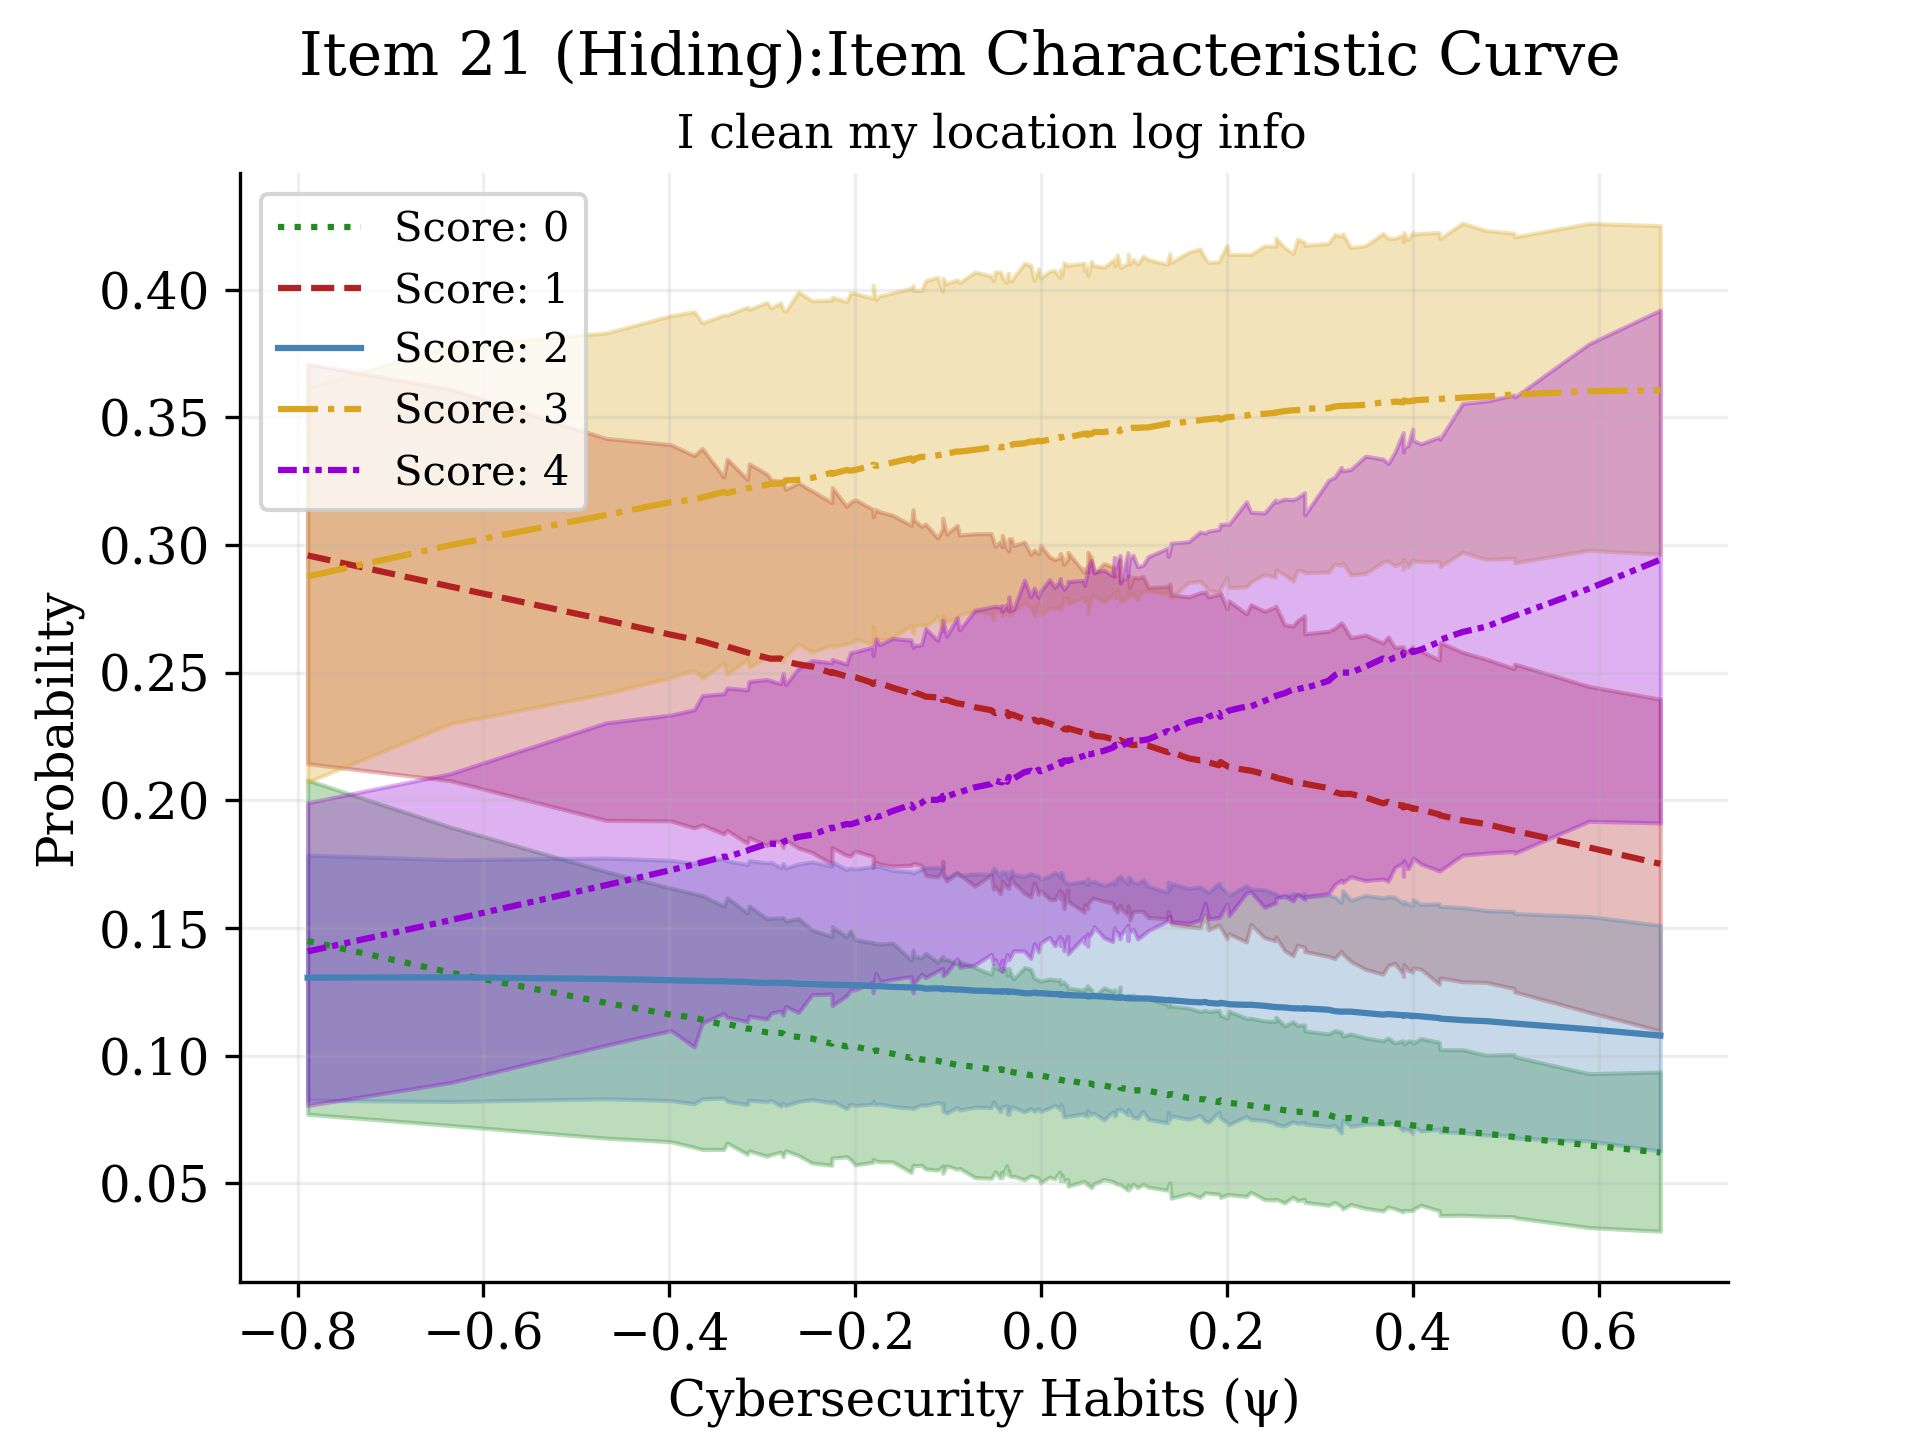 Item 21 (Hiding):Item Characteristic Curve
I clean my location log info
Score: 0
Score: 1
Score: 2
Score: 3
Score: 4
0.40
0.35
0.30
0.25
0.20
0.15
0.10
0.05
Probability
−0.8 −0.6 −0.4 −0.2 0.0 0.2 0.4 0.6
Cybersecurity Habits (ψ)